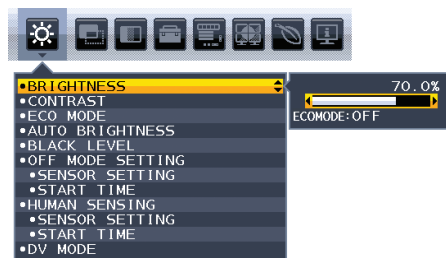 •BRIGHTNESS
•CONTRAST
•ECO MODE
•AUTO BRIGHTNESS
•BLACK LEVEL
•OFF MODE SETTING
•SENSOR SETTING
•START TIME
•HUMAN SENSING
•SENSOR SETTING
•START TIME
•DV MODE
70.0%
ECOMODE:OFF